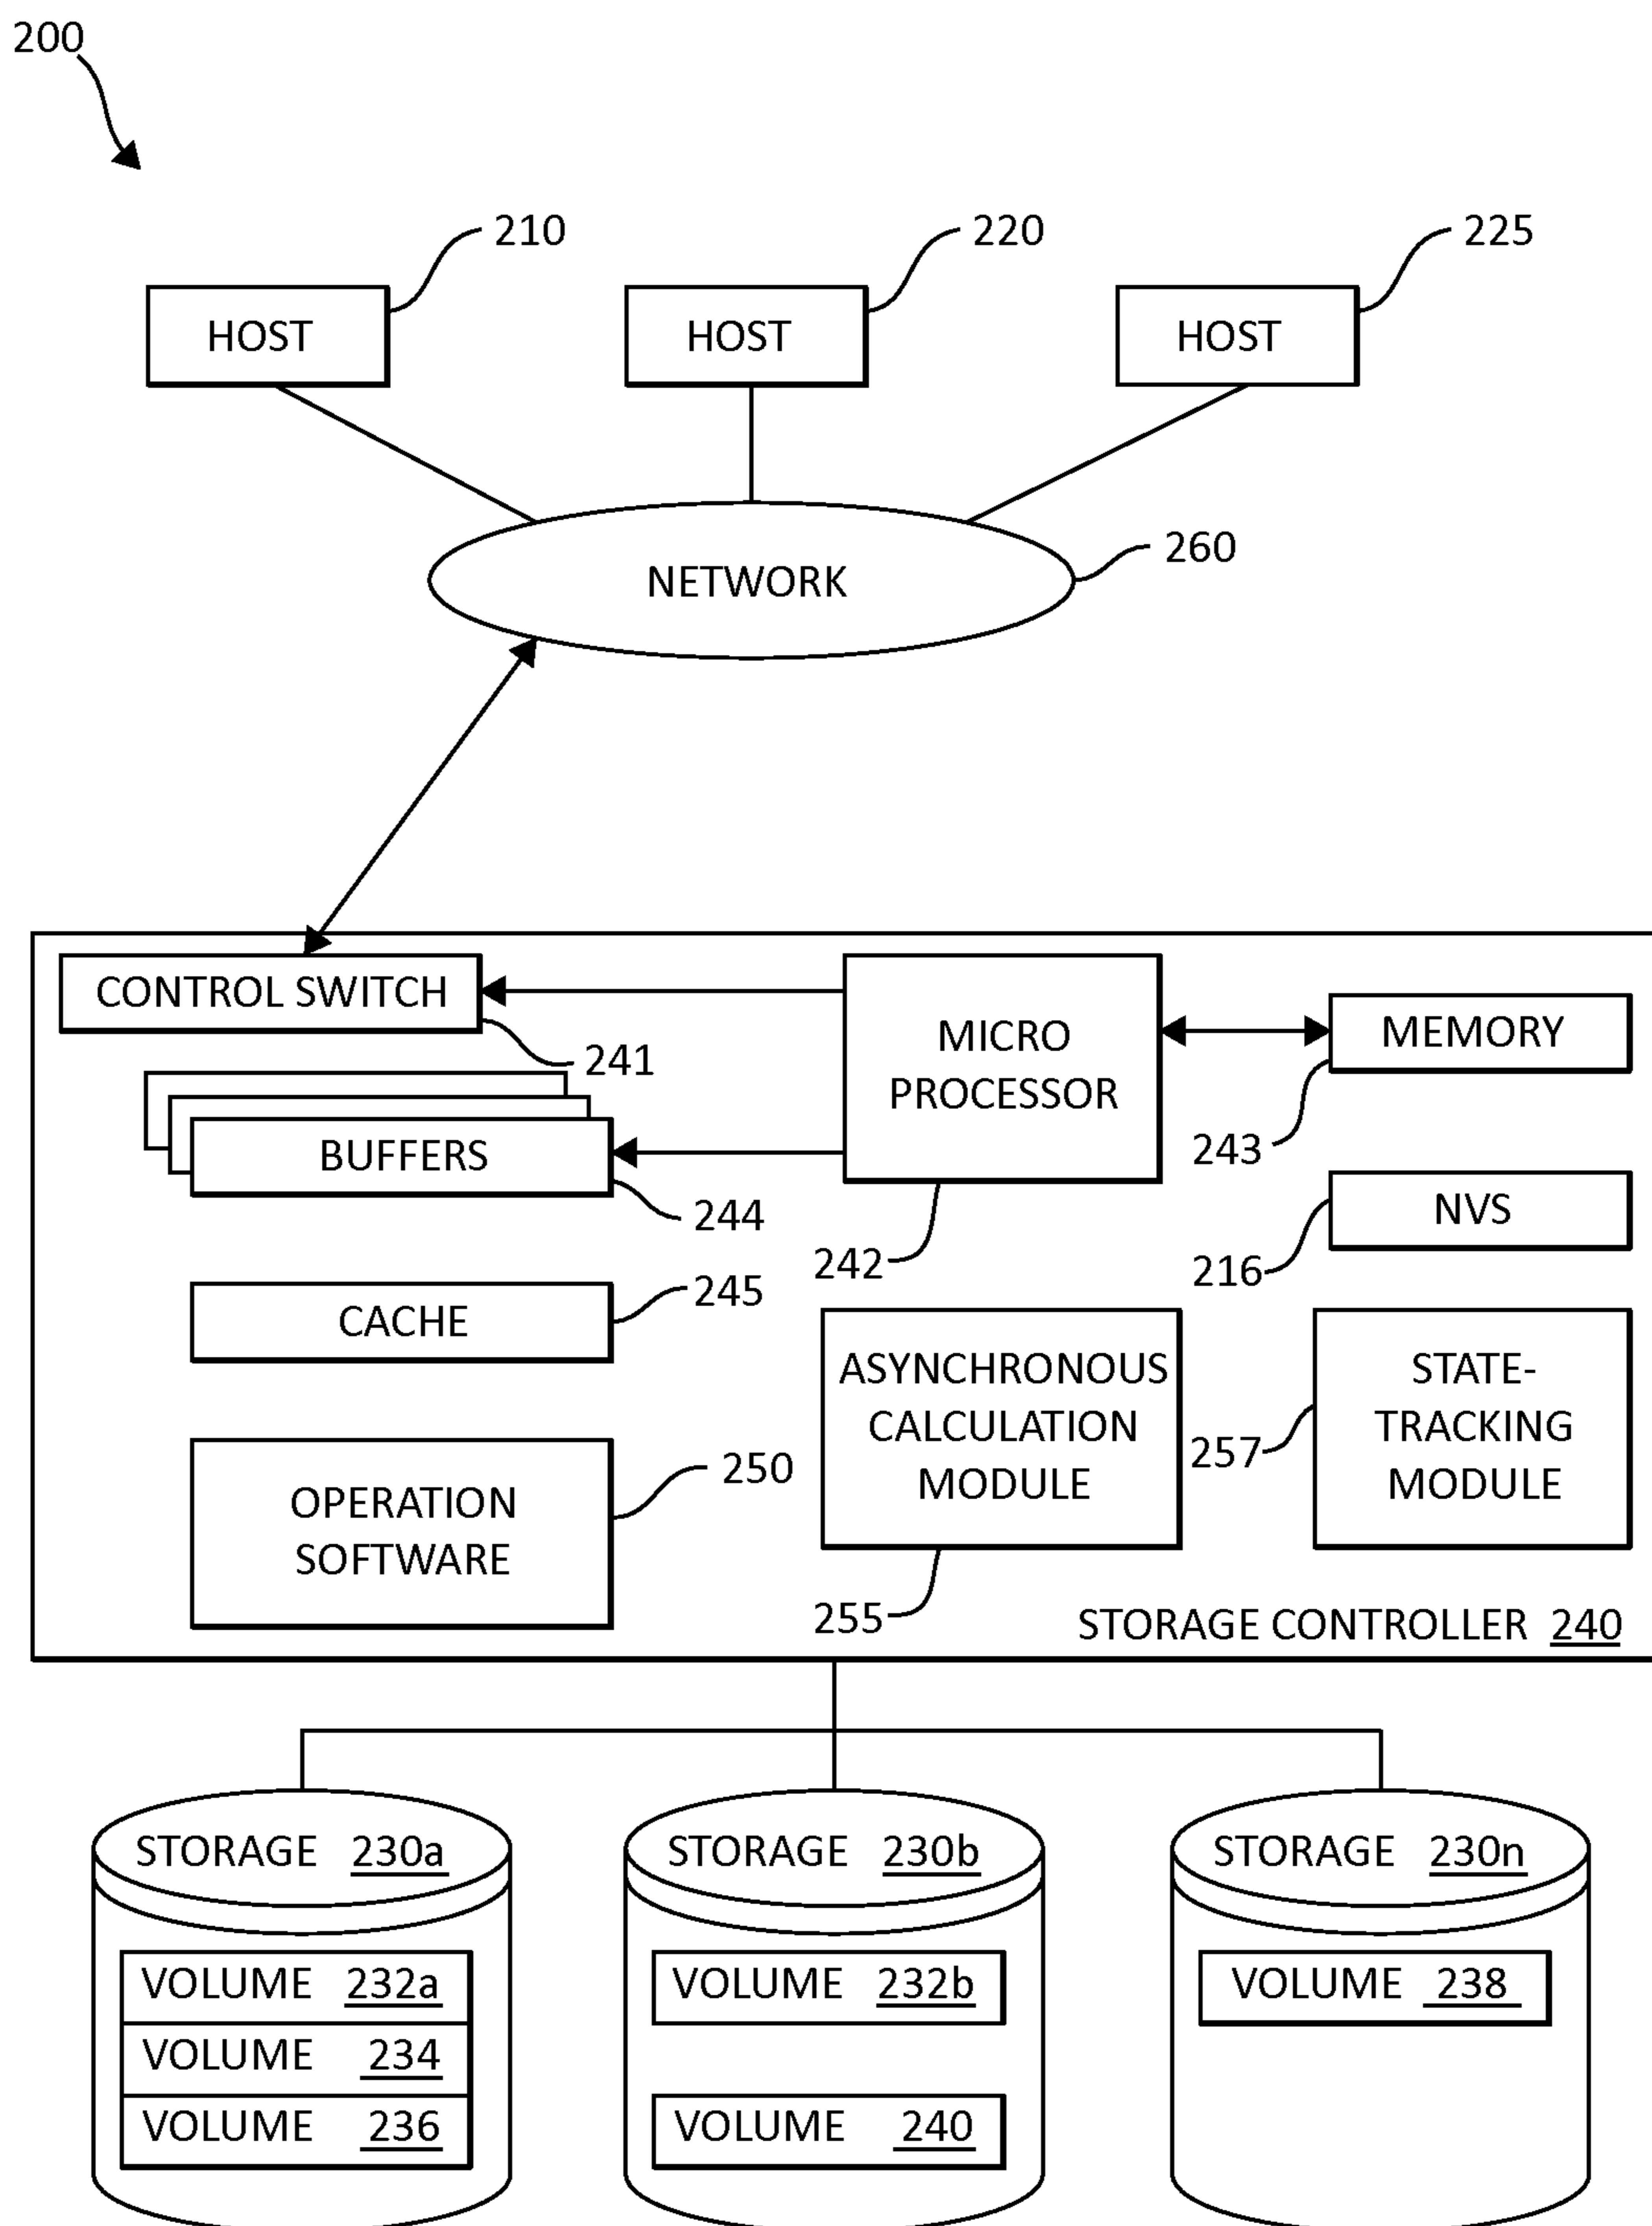 200
210
220
225
HOST
HOST
HOST
260
NETWORK
CONTROL SWITCH
241
MICRO
PROCESSOR
MEMORY
243
BUFFERS
244
242
NVS
216
CACHE
245
ASYNCHRONOUS
CALCULATION
MODULE
255
STATE-
TRACKING
MODULE
257
OPERATION
SOFTWARE
250
STORAGE CONTROLLER 240
STORAGE 230a
VOLUME 232a
VOLUME 234
VOLUME 236
STORAGE 230b
VOLUME 232b
VOLUME 240
STORAGE 230n
VOLUME 238